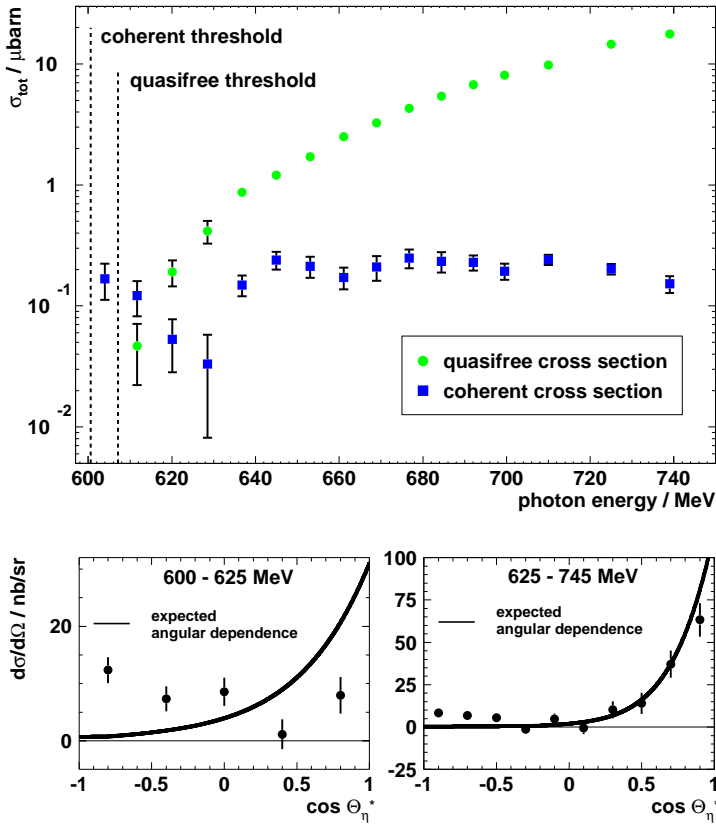 σtot / μbarn
coherent threshold
quasifree threshold
10
1
10⁻¹
10⁻²
quasifree cross section
coherent cross section
600 620 640 660 680 700 720 740
photon energy / MeV
dσ/dΩ / nb/sr
600 - 625 MeV
expected
angular dependence
20
0
-1 -0.5 0 0.5 1
cos Θη*
625 - 745 MeV
expected
angular dependence
100
75
50
25
0
-25
-1 -0.5 0 0.5 1
cos Θη*